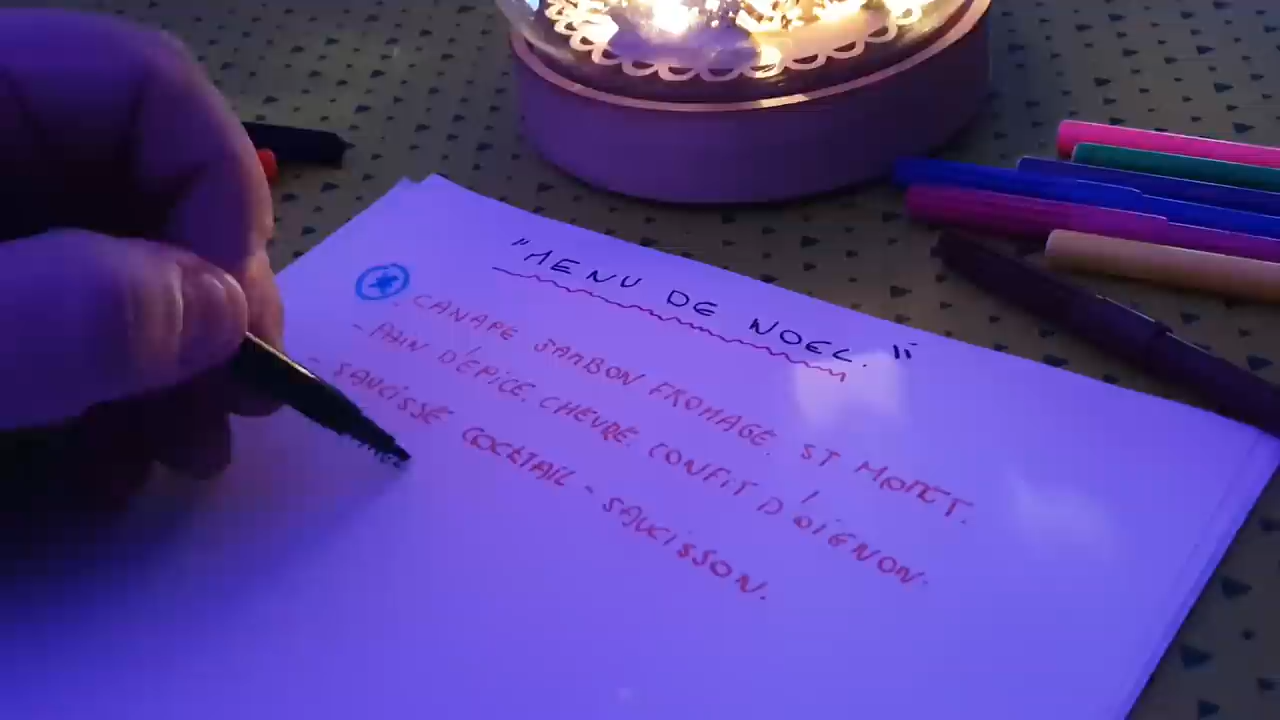 "MENU DE NOEL."
. CANAPE JAMBON FROMAGE. ST MORET.
- PAIN D'EPICE. CHEVRE. CONFIT D'OIGNON.
- SAUCISSE COCKTAIL - SAUCISSON.